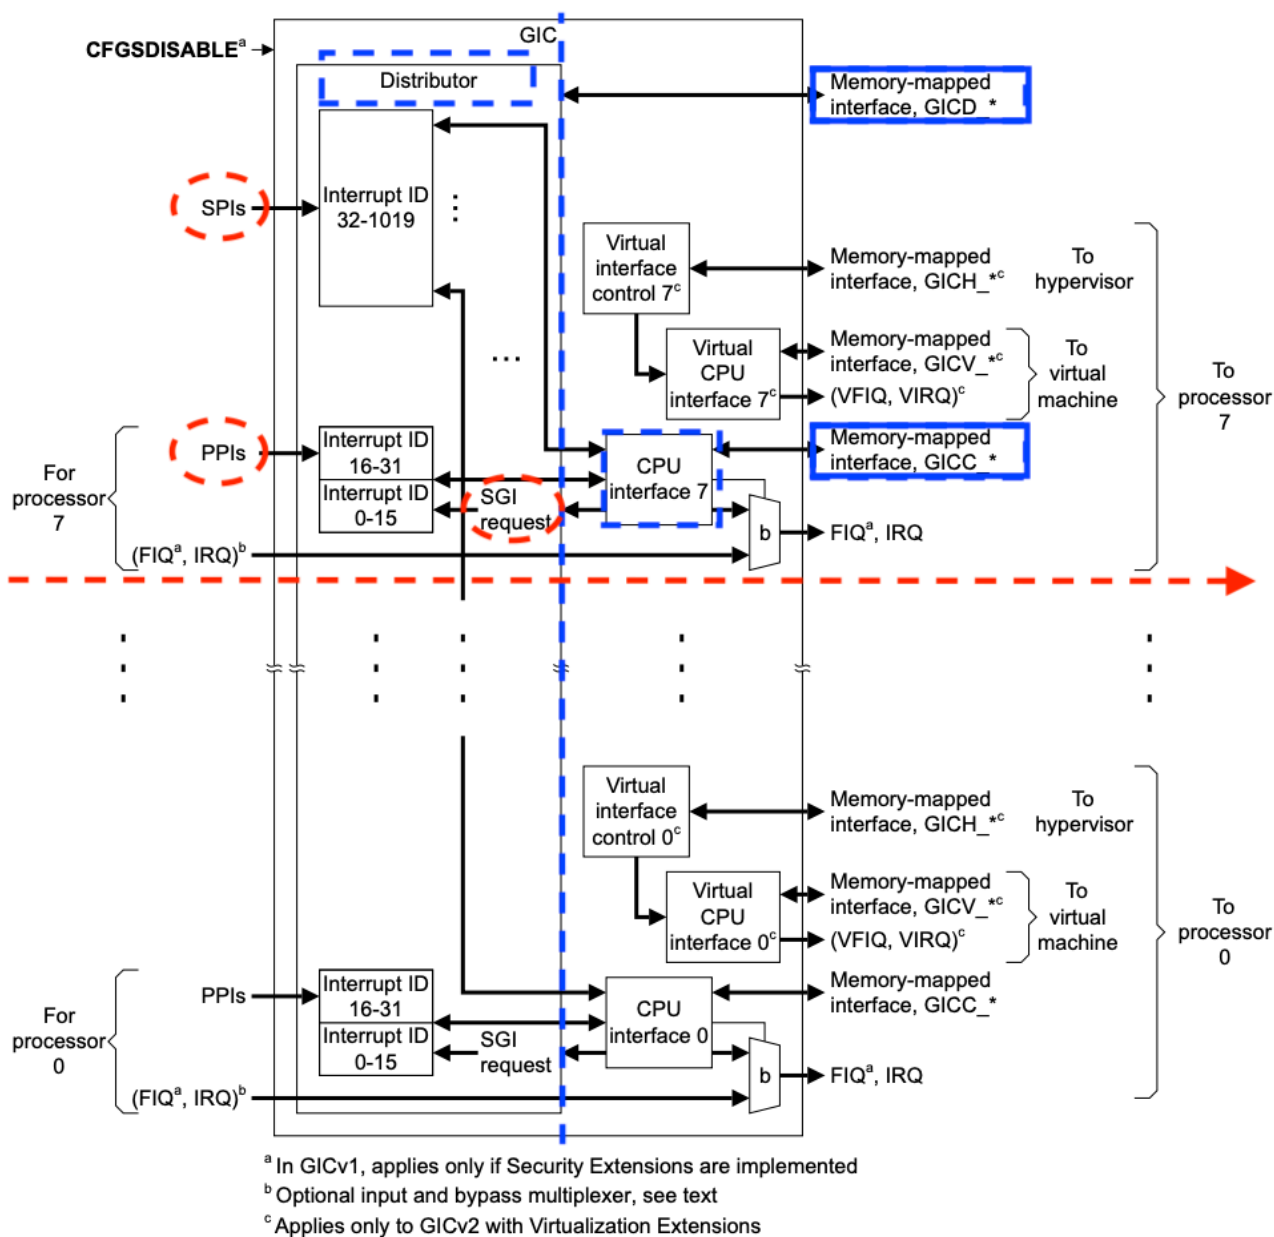 GIC
CFGSDISABLEᵃ
Distributor
Memory-mapped
interface, GICD_*
Interrupt ID
32-1019
SPIs
Virtual
interface
control 7ᶜ
Memory-mapped
interface, GICH_*ᶜ
To
hypervisor
Virtual
CPU
interface 7ᶜ
Memory-mapped
interface, GICV_*ᶜ
(VFIQ, VIRQ)ᶜ
To
virtual
machine
To
processor
7
For
processor
7
PPIs
Interrupt ID
16-31
Interrupt ID
0-15
SGI
request
CPU
interface 7
Memory-mapped
interface, GICC_*
b
FIQᵃ, IRQ
(FIQᵃ, IRQ)ᵇ
Virtual
interface
control 0ᶜ
Memory-mapped
interface, GICH_*ᶜ
To
hypervisor
Virtual
CPU
interface 0ᶜ
Memory-mapped
interface, GICV_*ᶜ
(VFIQ, VIRQ)ᶜ
To
virtual
machine
To
processor
0
For
processor
0
PPIs
Interrupt ID
16-31
Interrupt ID
0-15
SGI
request
CPU
interface 0
Memory-mapped
interface, GICC_*
b
FIQᵃ, IRQ
(FIQᵃ, IRQ)ᵇ
ᵃ In GICv1, applies only if Security Extensions are implemented
ᵇ Optional input and bypass multiplexer, see text
ᶜ Applies only to GICv2 with Virtualization Extensions